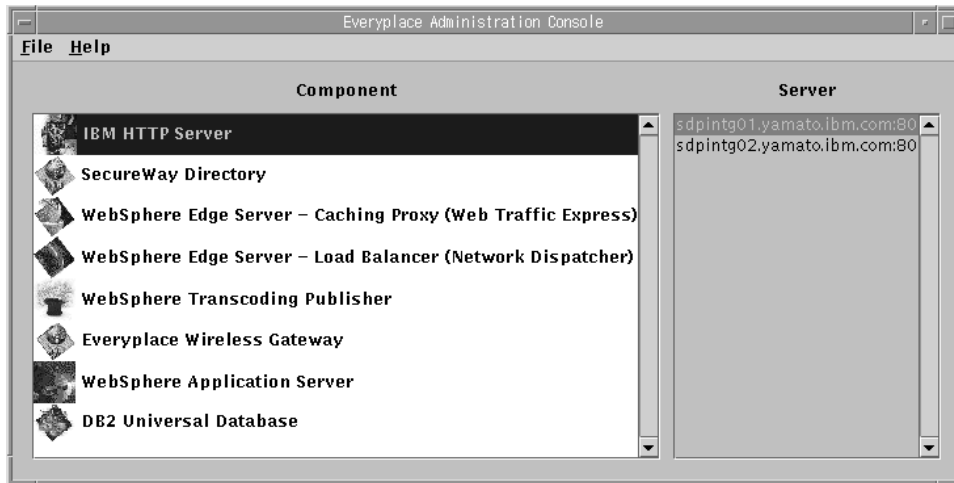 Everyplace Administration Console
File Help
Component
Server
IBM HTTP Server
SecureWay Directory
WebSphere Edge Server – Caching Proxy (Web Traffic Express)
WebSphere Edge Server – Load Balancer (Network Dispatcher)
WebSphere Transcoding Publisher
Everyplace Wireless Gateway
WebSphere Application Server
DB2 Universal Database
sdpintg01.yamato.ibm.com:80
sdpintg02.yamato.ibm.com:80